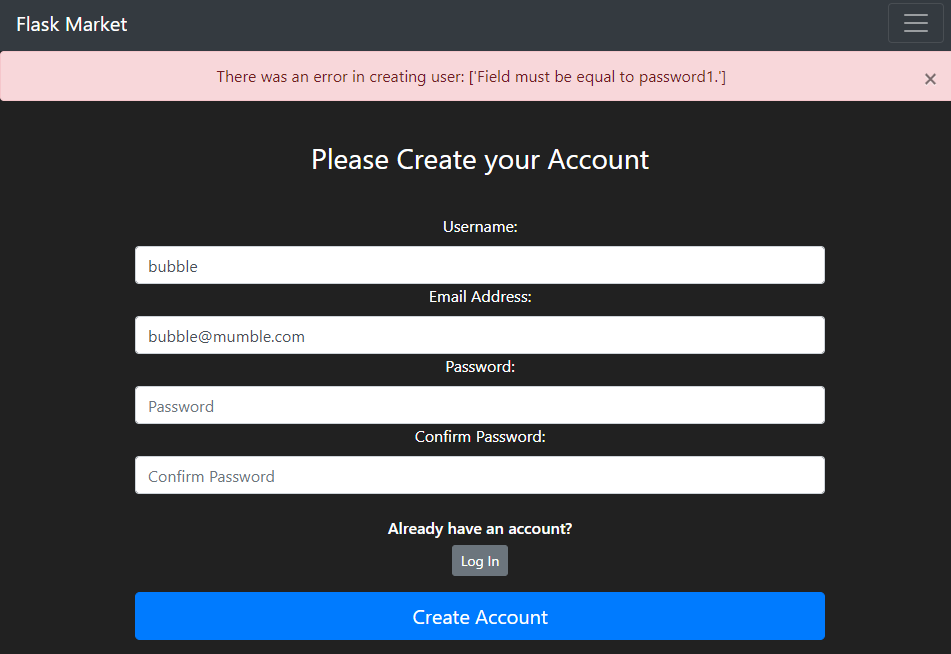 Flask Market
There was an error in creating user: ['Field must be equal to password1.']
×
Please Create your Account
Username:
bubble
Email Address:
bubble@mumble.com
Password:
Password
Confirm Password:
Confirm Password
Already have an account?
Log In
Create Account